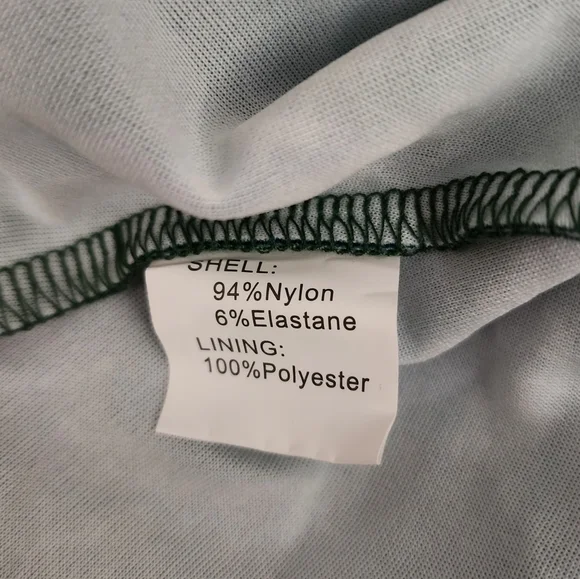 SHELL:
94%Nylon
6%Elastane
LINING:
100%Polyester